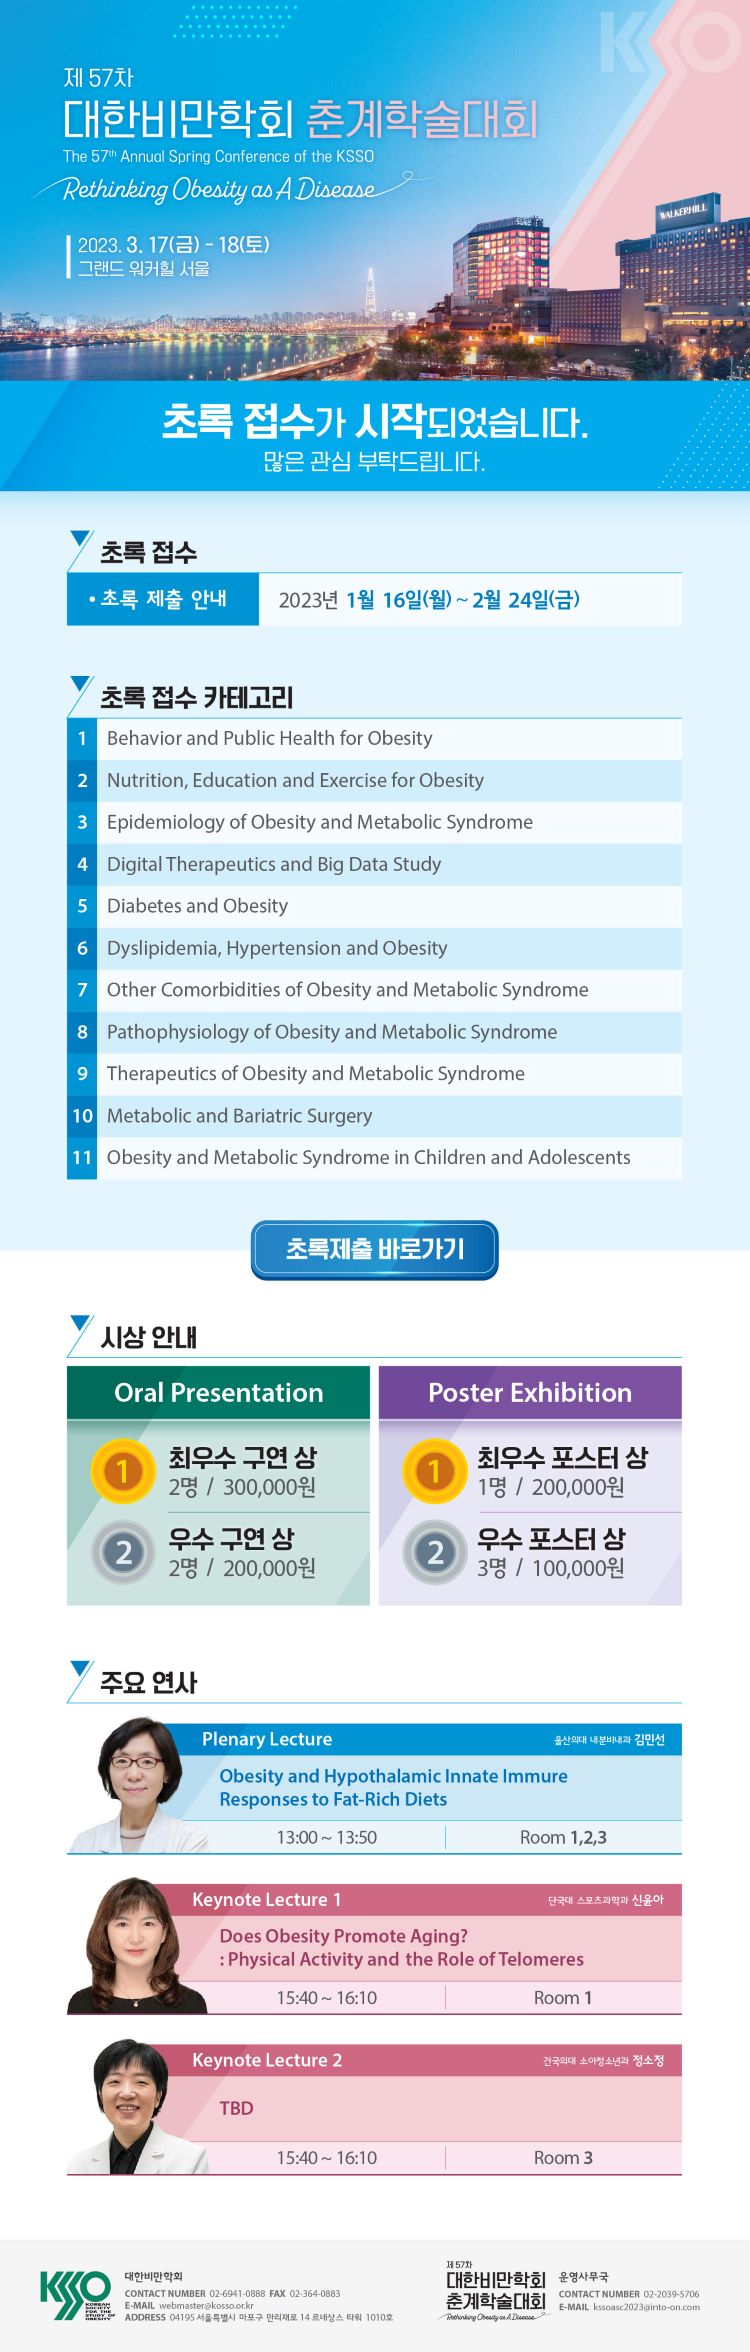 KSSO
제 57차
대한비만학회 춘계학술대회
The 57th Annual Spring Conference of the KSSO
Rethinking Obesity as A Disease
2023. 3. 17(금) - 18(토)
그랜드 워커힐 서울
WALKERHILL
초록 접수가 시작되었습니다.
많은 관심 부탁드립니다.
초록 접수
• 초록 제출 안내 2023년 1월 16일(월) ~ 2월 24일(금)
초록 접수 카테고리
1 Behavior and Public Health for Obesity
2 Nutrition, Education and Exercise for Obesity
3 Epidemiology of Obesity and Metabolic Syndrome
4 Digital Therapeutics and Big Data Study
5 Diabetes and Obesity
6 Dyslipidemia, Hypertension and Obesity
7 Other Comorbidities of Obesity and Metabolic Syndrome
8 Pathophysiology of Obesity and Metabolic Syndrome
9 Therapeutics of Obesity and Metabolic Syndrome
10 Metabolic and Bariatric Surgery
11 Obesity and Metabolic Syndrome in Children and Adolescents
초록제출 바로가기
시상 안내
Oral Presentation
1 최우수 구연 상
2명 / 300,000원
2 우수 구연 상
2명 / 200,000원
Poster Exhibition
1 최우수 포스터 상
1명 / 200,000원
2 우수 포스터 상
3명 / 100,000원
주요 연사
Plenary Lecture 울산의대 내분비내과 김민선
Obesity and Hypothalamic Innate Immure
Responses to Fat-Rich Diets
13:00 ~ 13:50 Room 1,2,3
Keynote Lecture 1 단국대 스포츠과학과 신윤아
Does Obesity Promote Aging?
: Physical Activity and the Role of Telomeres
15:40 ~ 16:10 Room 1
Keynote Lecture 2 건국의대 소아청소년과 정소정
TBD
15:40 ~ 16:10 Room 3
KSSO
KOREAN
SOCIETY
FOR THE
STUDY OF
OBESITY
대한비만학회
CONTACT NUMBER 02-6941-0888 FAX 02-364-0883
E-MAIL webmaster@kosso.or.kr
ADDRESS 04195 서울특별시 마포구 만리재로 14 르네상스 타워 1010호
제 57차
대한비만학회
춘계학술대회
Rethinking Obesity as A Disease
운영사무국
CONTACT NUMBER 02-2039-5706
E-MAIL kssoasc2023@into-on.com